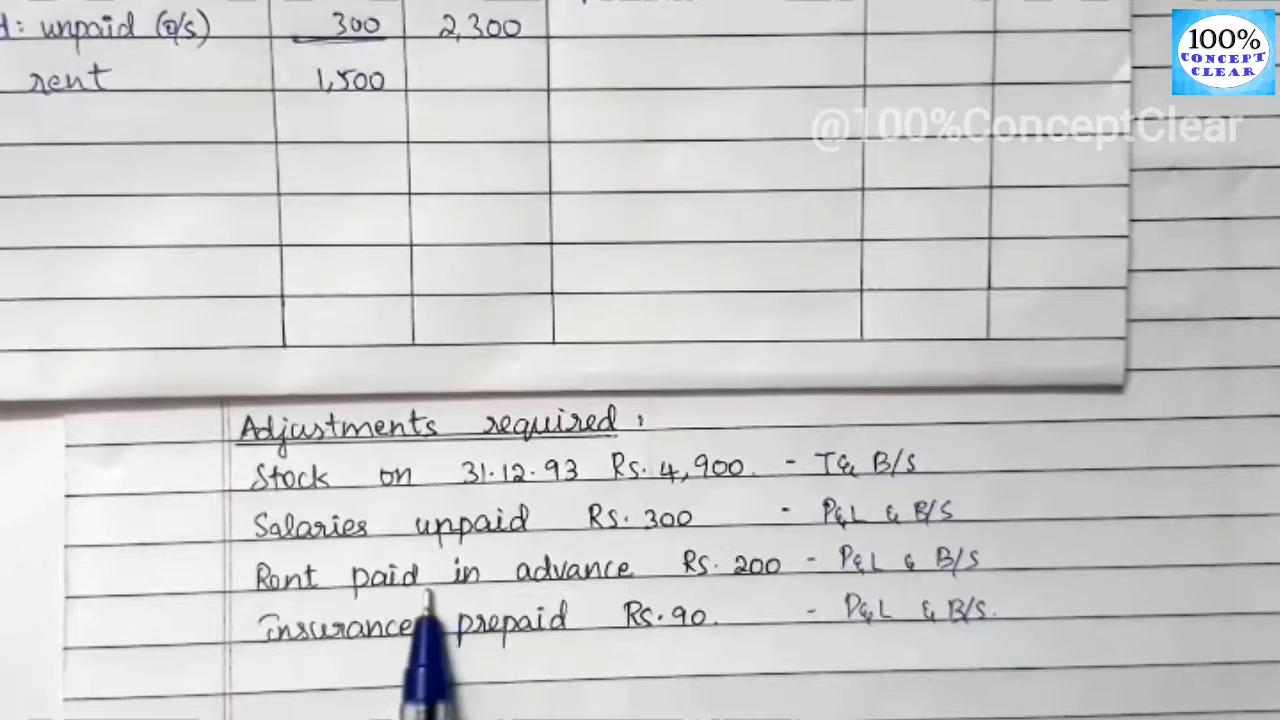 d: unpaid (o/s) 300 2,300
rent 1,500
100%
CONCEPT
CLEAR
@100%ConceptClear
Adjustments required :
Stock on 31.12.93 Rs. 4,900. - T& B/S
Salaries unpaid Rs. 300 - P&L & B/S
Rent paid in advance Rs. 200 - P&L & B/S
Insurance prepaid Rs. 90. - P&L & B/S.